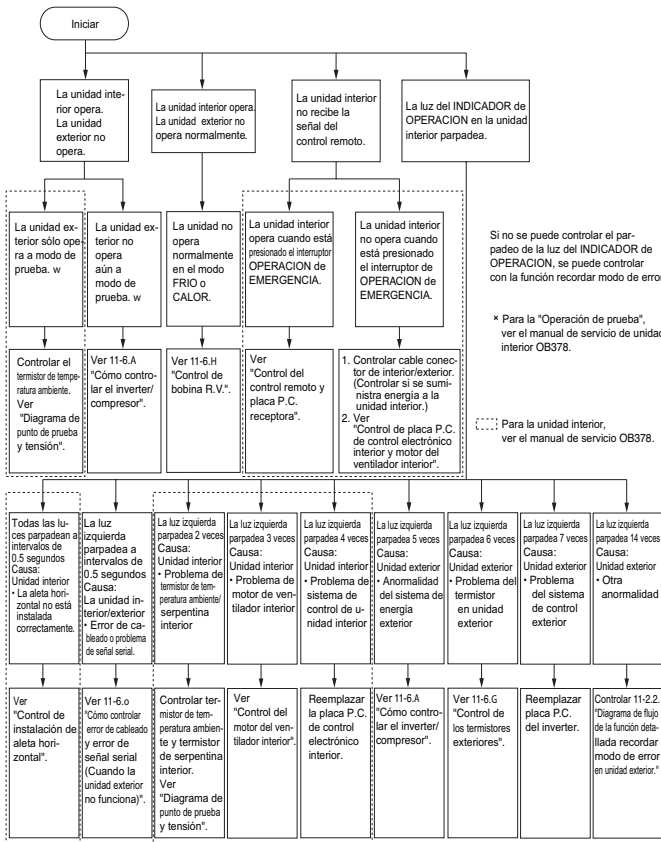 Iniciar
La unidad inte-
rior opera.
La unidad
exterior no
opera.
La unidad interior opera.
La unidad exterior no
opera normalmente.
La unidad interior
no recibe la
señal del
control remoto.
La luz del INDICADOR de
OPERACION en la unidad
interior parpadea.
La unidad ex-
terior sólo ope-
ra a modo de
prueba. w
La unidad ex-
terior no
opera
aún a
modo de
prueba. w
La unidad no
opera
normalmente
en el modo
FRIO o
CALOR.
La unidad interior
opera cuando está
presionado el interruptor
OPERACION de
EMERGENCIA.
La unidad interior
no opera cuando
está presionado
el interruptor de
OPERACION de
EMERGENCIA.
Si no se puede controlar el par-
padeo de la luz del INDICADOR de
OPERACION, se puede controlar
con la función recordar modo de error
* Para la "Operación de prueba",
ver el manual de servicio de unidad
interior OB378.
Controlar el
termistor de tempe-
ratura ambiente.
Ver
"Diagrama de
punto de prueba
y tensión".
Ver 11-6.A
"Cómo contro-
lar el inverter/
compresor".
Ver 11-6.H
"Control de
bobina R.V.".
Ver
"Control del
control remoto y
placa P.C.
receptora".
1. Controlar cable conec-
tor de interior/exterior.
(Controlar si se sumi-
nistra energía a la
unidad interior.)
2. Ver
"Control de placa P.C.
de control electrónico
interior y motor del
ventilador interior".
Para la unidad interior,
ver el manual de servicio OB378.
Todas las lu-
ces parpadean a
intervalos de
0.5 segundos
Causa:
Unidad interior
• La aleta hori-
zontal no está
instalada
correctamente.
La luz
izquierda
parpadea a
intervalos de
0.5 segundos
Causa:
La unidad in-
terior/exterior
• Error de ca-
bleado o problema
de señal serial.
La luz izquierda
parpadea 2 veces
Causa:
Unidad interior
• Problema de
termistor de tem-
peratura ambiente/
serpentina
interior
La luz izquierda
parpadea 3 veces
Causa:
Unidad interior
• Problema de
motor de ven-
tilador interior
La luz izquierda
parpadea 4 veces
Causa:
Unidad interior
• Problema de
sistema de
control de u-
nidad interior
La luz izquierda
parpadea 5 veces
Causa:
Unidad exterior
• Anormalidad
del sistema de
energía
exterior
La luz izquierda
parpadea 6 veces
Causa:
Unidad exterior
• Problema del
termistor
en unidad
exterior
La luz izquierda
parpadea 7 veces
Causa:
Unidad exterior
• Problema
del sistema
de control
exterior
La luz izquierda
parpadea 14 veces
Causa:
Unidad exterior
• Otra
anormalidad
Ver
"Control de
instalación de
aleta hori-
zontal".
Ver 11-6.o
"Cómo controlar
error de cableado
y error de
señal serial
(Cuando la
unidad exterior
no funciona)".
Controlar ter-
mistor de tem-
peratura ambien-
te y termistor
de serpentina
interior.
Ver
"Diagrama de
punto de prueba
y tensión".
Ver
"Control del
motor del ven-
tilador interior".
Reemplazar
la placa P.C.
de control
electrónico
interior.
Ver 11-6.A
"Cómo contro-
lar el inverter/
compresor".
Ver 11-6.G
"Control de
los termistores
exteriores".
Reemplazar
placa P.C.
del inverter.
Controlar 11-2.2.
"Diagrama de flujo
de la función deta-
llada recordar
modo de error
en unidad exterior."